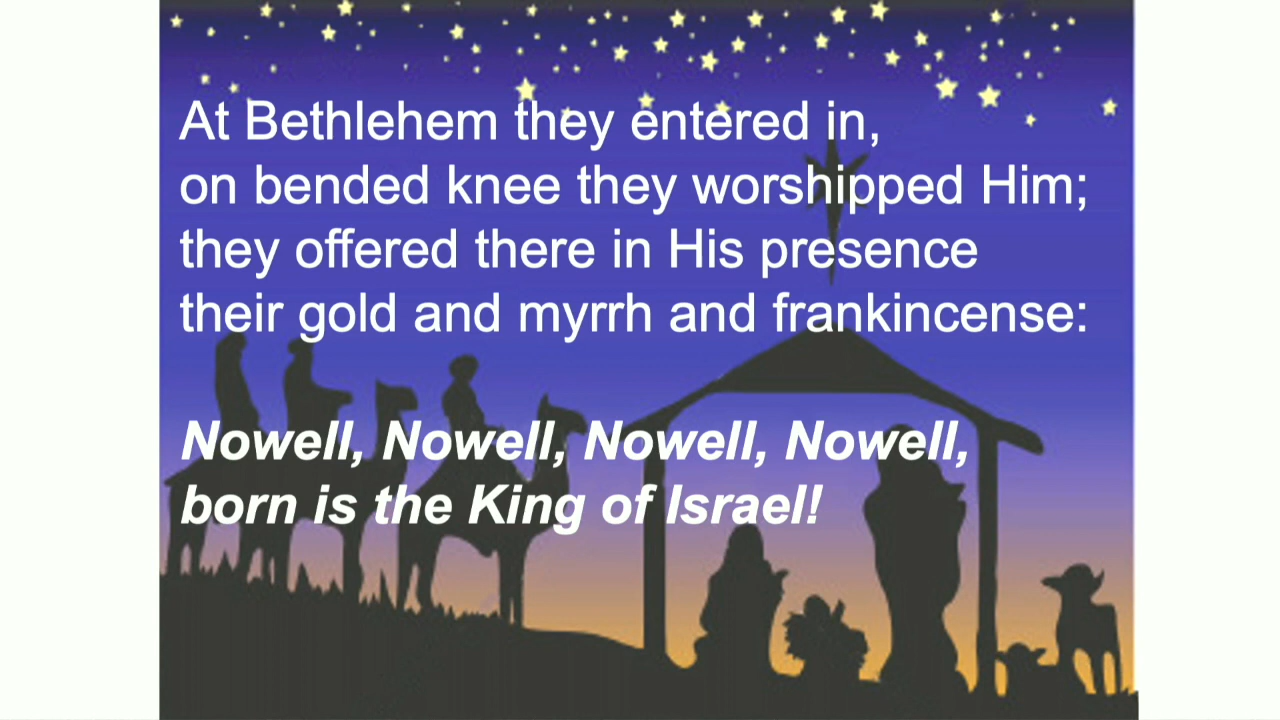 At Bethlehem they entered in,
on bended knee they worshipped Him;
they offered there in His presence
their gold and myrrh and frankincense:
Nowell, Nowell, Nowell, Nowell,
born is the King of Israel!